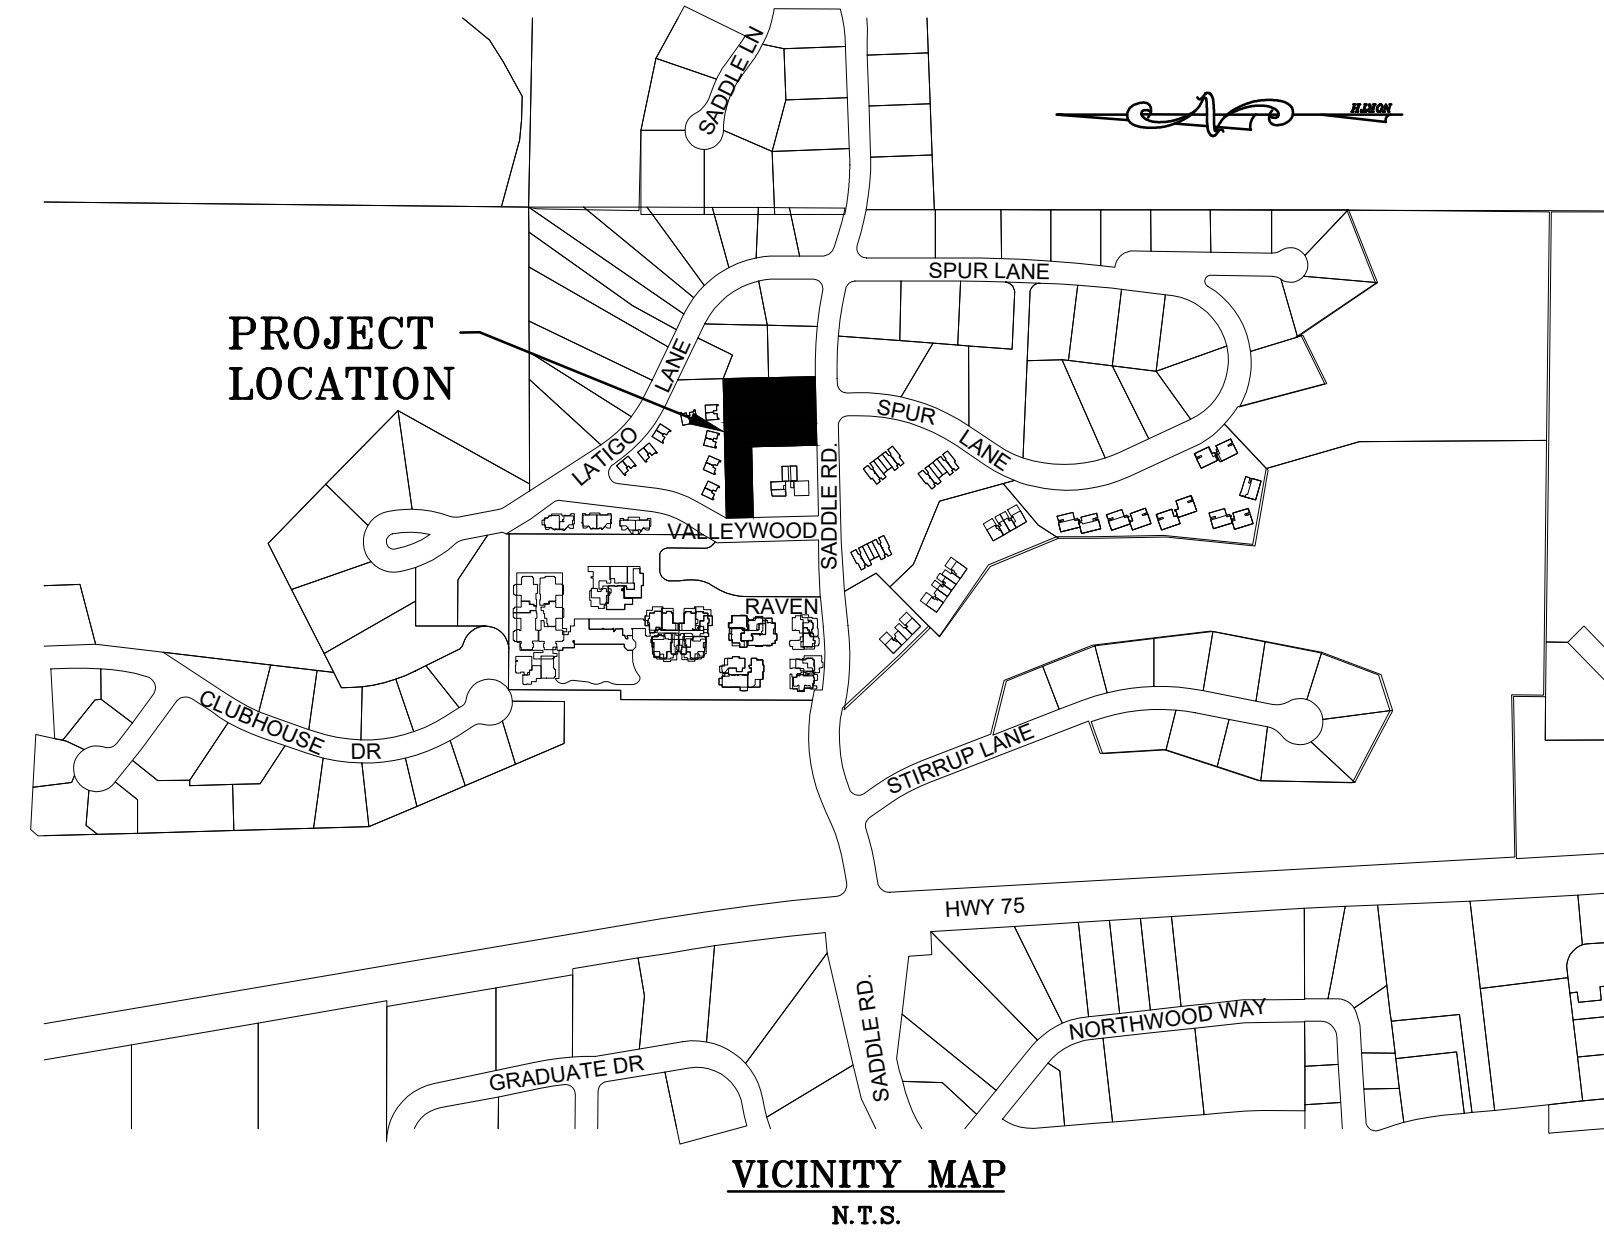 SADDLE LN
NORTH
SPUR LANE
PROJECT
LOCATION
LANE
LATIGO
SPUR
LANE
SADDLE RD.
VALLEYWOOD
RAVEN
CLUBHOUSE DR
STIRRUP LANE
HWY 75
SADDLE RD.
NORTHWOOD WAY
GRADUATE DR
VICINITY MAP
N.T.S.